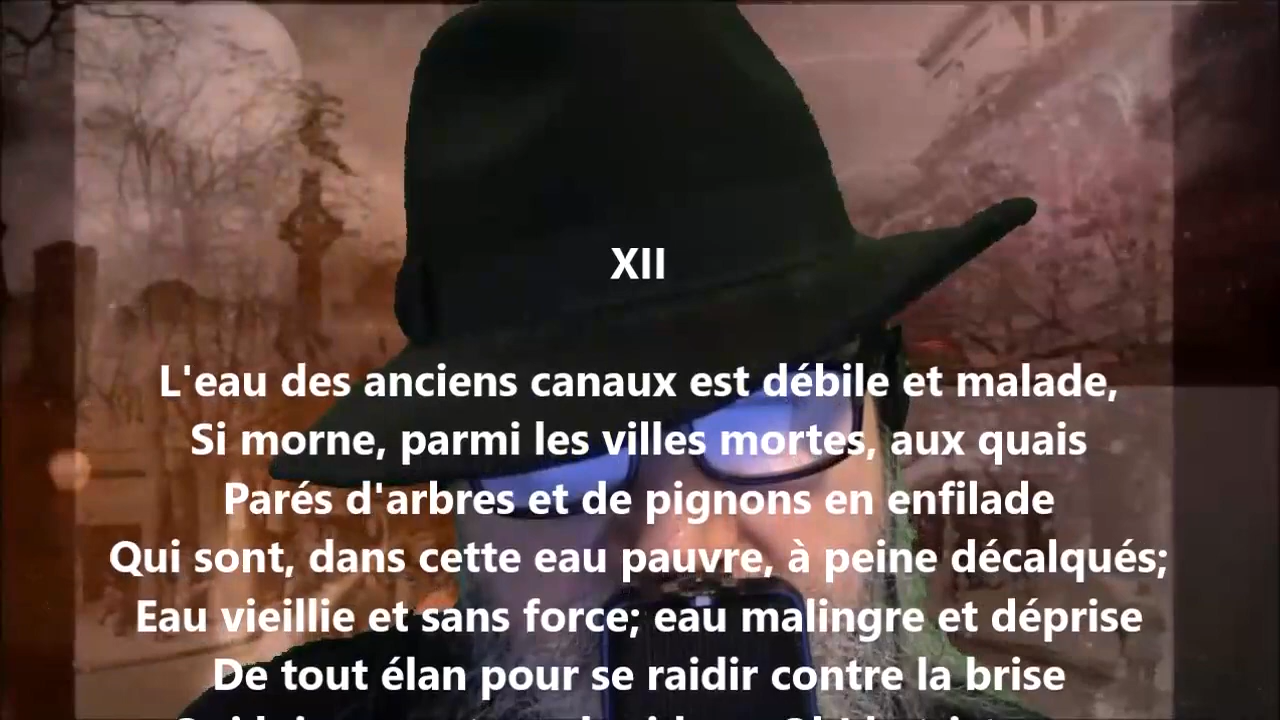 XII
L'eau des anciens canaux est débile et malade,
Si morne, parmi les villes mortes, aux quais
Parés d'arbres et de pignons en enfilade
Qui sont, dans cette eau pauvre, à peine décalqués;
Eau vieillie et sans force; eau malingre et déprise
De tout élan pour se raidir contre la brise